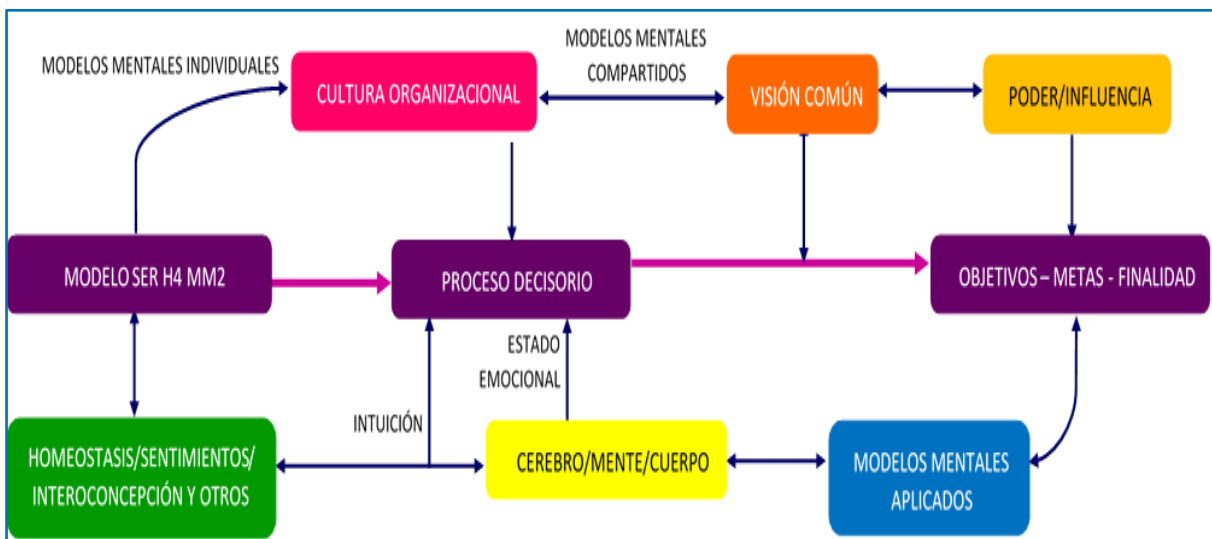 MODELOS MENTALES INDIVIDUALES
CULTURA ORGANIZACIONAL
MODELOS MENTALES
COMPARTIDOS
VISIÓN COMÚN
PODER/INFLUENCIA
MODELO SER H4 MM2
PROCESO DECISORIO
OBJETIVOS – METAS - FINALIDAD
ESTADO
EMOCIONAL
INTUICIÓN
HOMEOSTASIS/SENTIMIENTOS/
INTEROCONCEPCIÓN Y OTROS
CEREBRO/MENTE/CUERPO
MODELOS MENTALES
APLICADOS